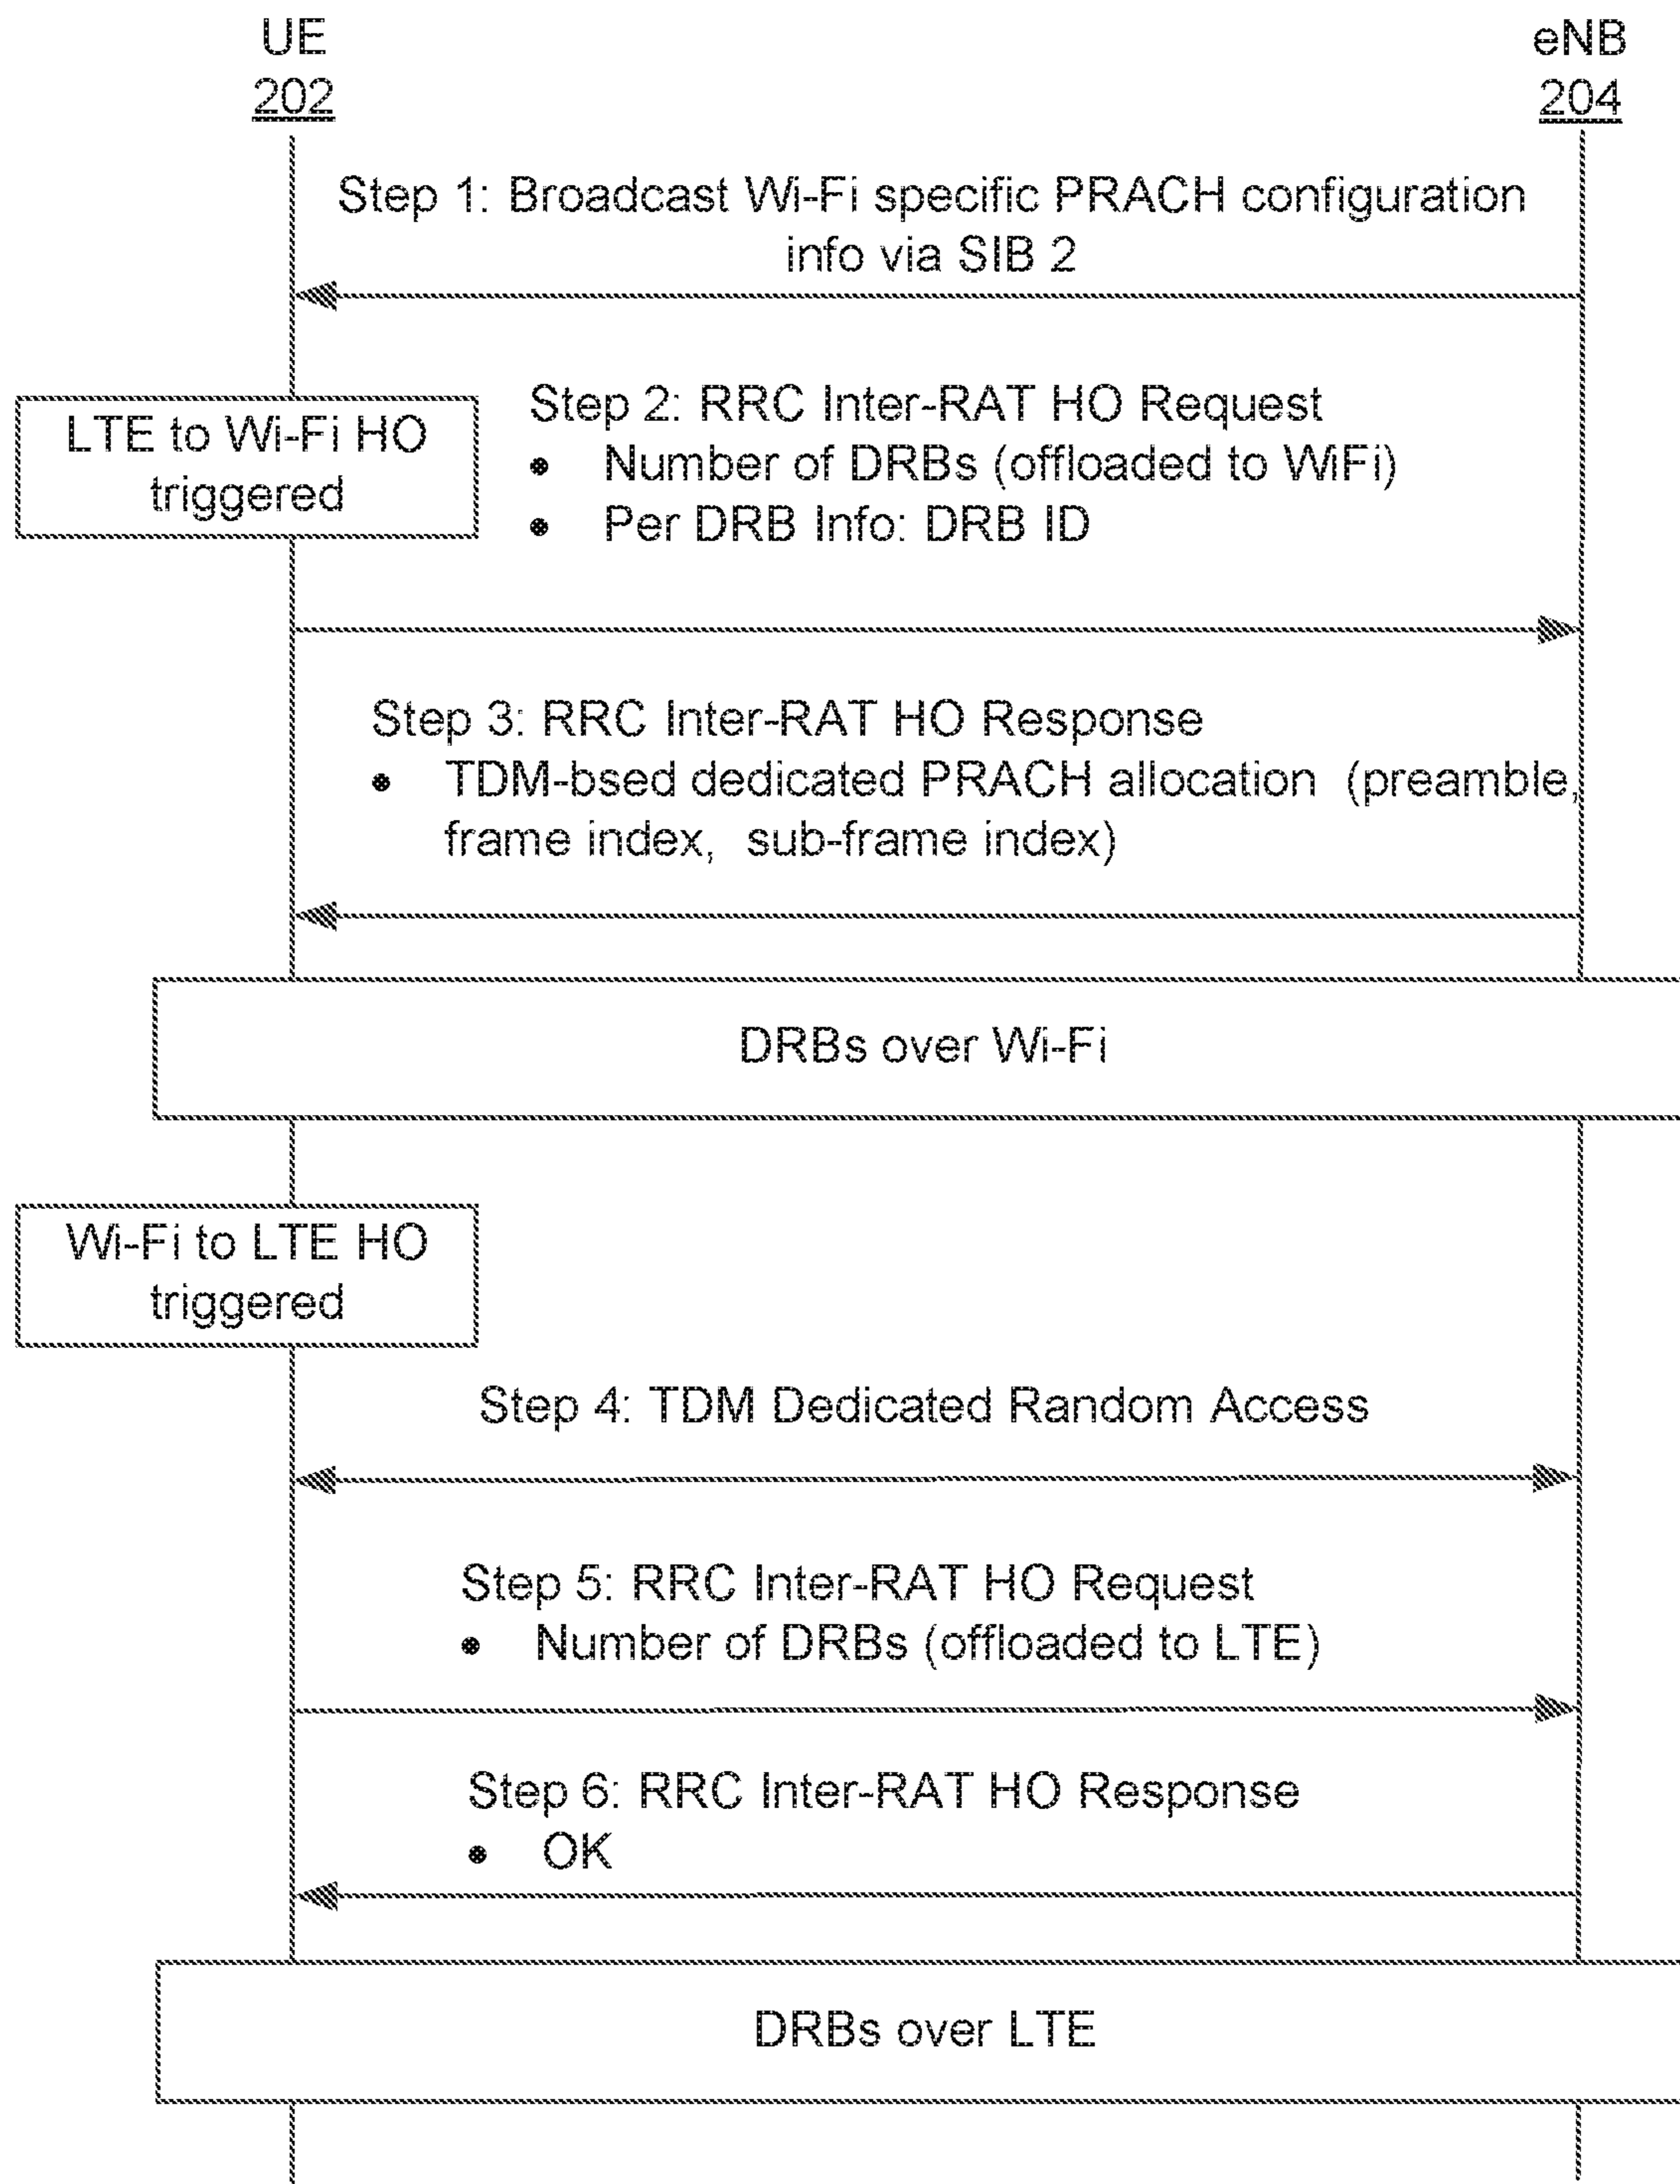 UE
202
eNB
204
Step 1: Broadcast Wi-Fi specific PRACH configuration
info via SIB 2
LTE to Wi-Fi HO
triggered
Step 2: RRC Inter-RAT HO Request
• Number of DRBs (offloaded to WiFi)
• Per DRB Info: DRB ID
Step 3: RRC Inter-RAT HO Response
• TDM-bsed dedicated PRACH allocation (preamble,
frame index, sub-frame index)
DRBs over Wi-Fi
Wi-Fi to LTE HO
triggered
Step 4: TDM Dedicated Random Access
Step 5: RRC Inter-RAT HO Request
• Number of DRBs (offloaded to LTE)
Step 6: RRC Inter-RAT HO Response
• OK
DRBs over LTE